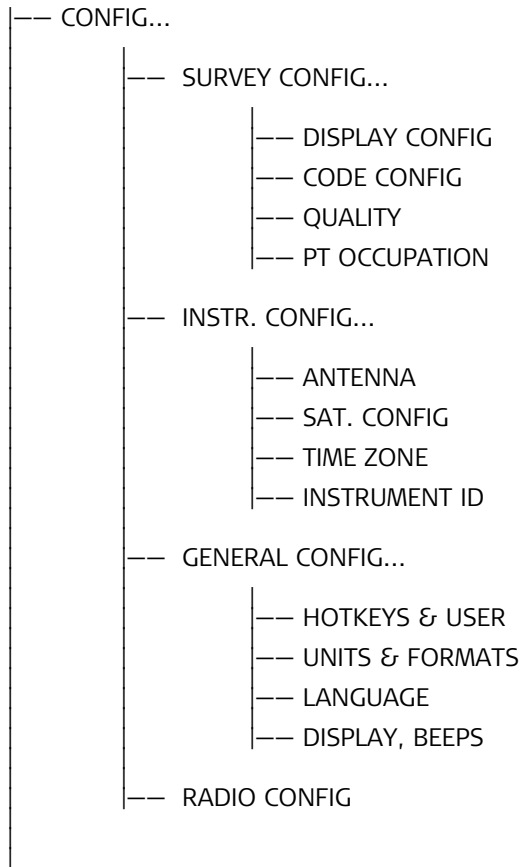 CONFIG...
SURVEY CONFIG...
DISPLAY CONFIG
CODE CONFIG
QUALITY
PT OCCUPATION
INSTR. CONFIG...
ANTENNA
SAT. CONFIG
TIME ZONE
INSTRUMENT ID
GENERAL CONFIG...
HOTKEYS & USER
UNITS & FORMATS
LANGUAGE
DISPLAY, BEEPS
RADIO CONFIG